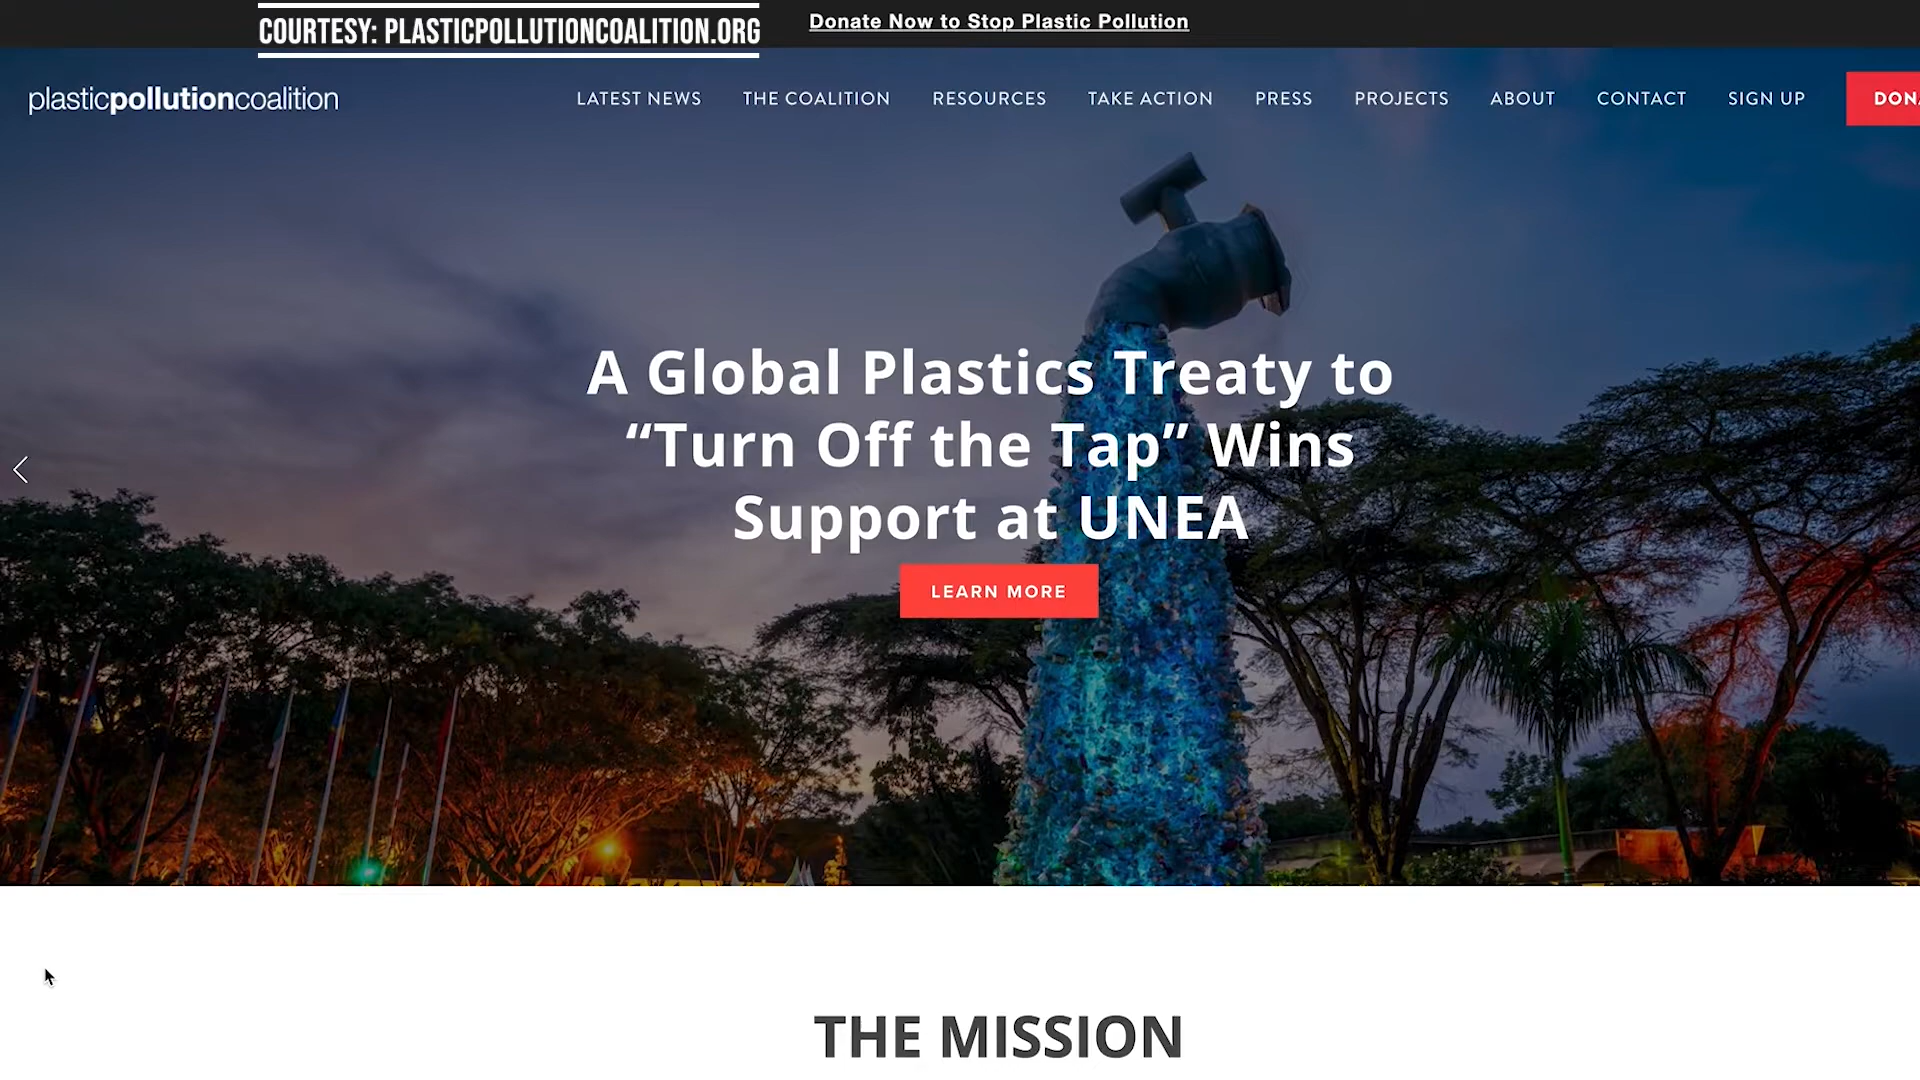 COURTESY: PLASTICPOLLUTIONCOALITION.ORG
Donate Now to Stop Plastic Pollution
plasticpollutioncoalition
LATEST NEWS
THE COALITION
RESOURCES
TAKE ACTION
PRESS
PROJECTS
ABOUT
CONTACT
SIGN UP
DONA
A Global Plastics Treaty to
“Turn Off the Tap” Wins
Support at UNEA
LEARN MORE
THE MISSION